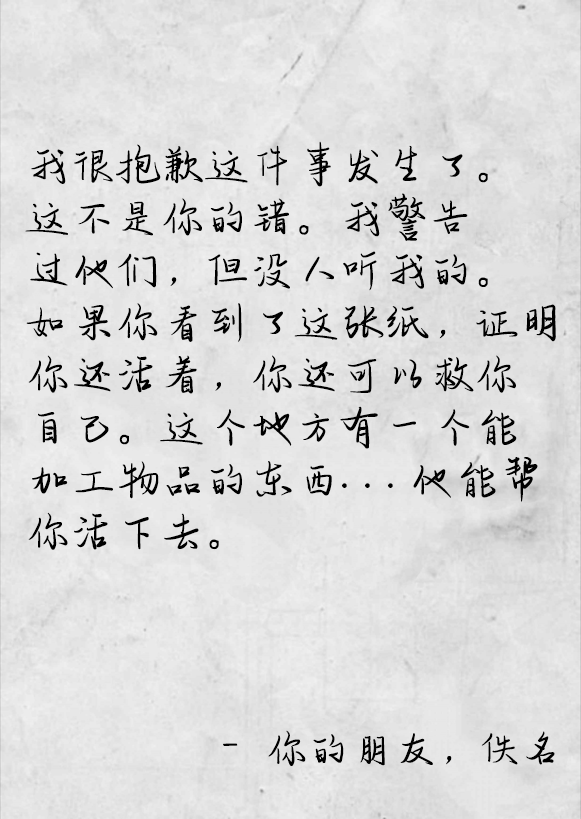 我很抱歉这件事发生了。
这不是你的错。我警告
过他们，但没人听我的。
如果你看到了这张纸，证明
你还活着，你还可以救你
自己。这个地方有一个能
加工物品的东西...他能帮
你活下去。
- 你的朋友，佚名